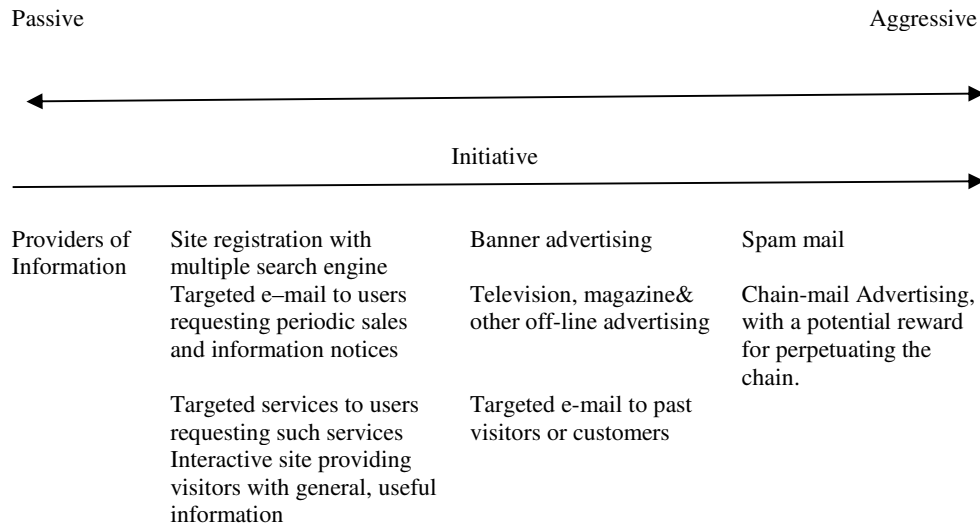 Passive Aggressive
Initiative
Providers of
Information
Site registration with
multiple search engine
Targeted e–mail to users
requesting periodic sales
and information notices
Targeted services to users
requesting such services
Interactive site providing
visitors with general, useful
information
Banner advertising
Television, magazine&
other off-line advertising
Targeted e-mail to past
visitors or customers
Spam mail
Chain-mail Advertising,
with a potential reward
for perpetuating the
chain.